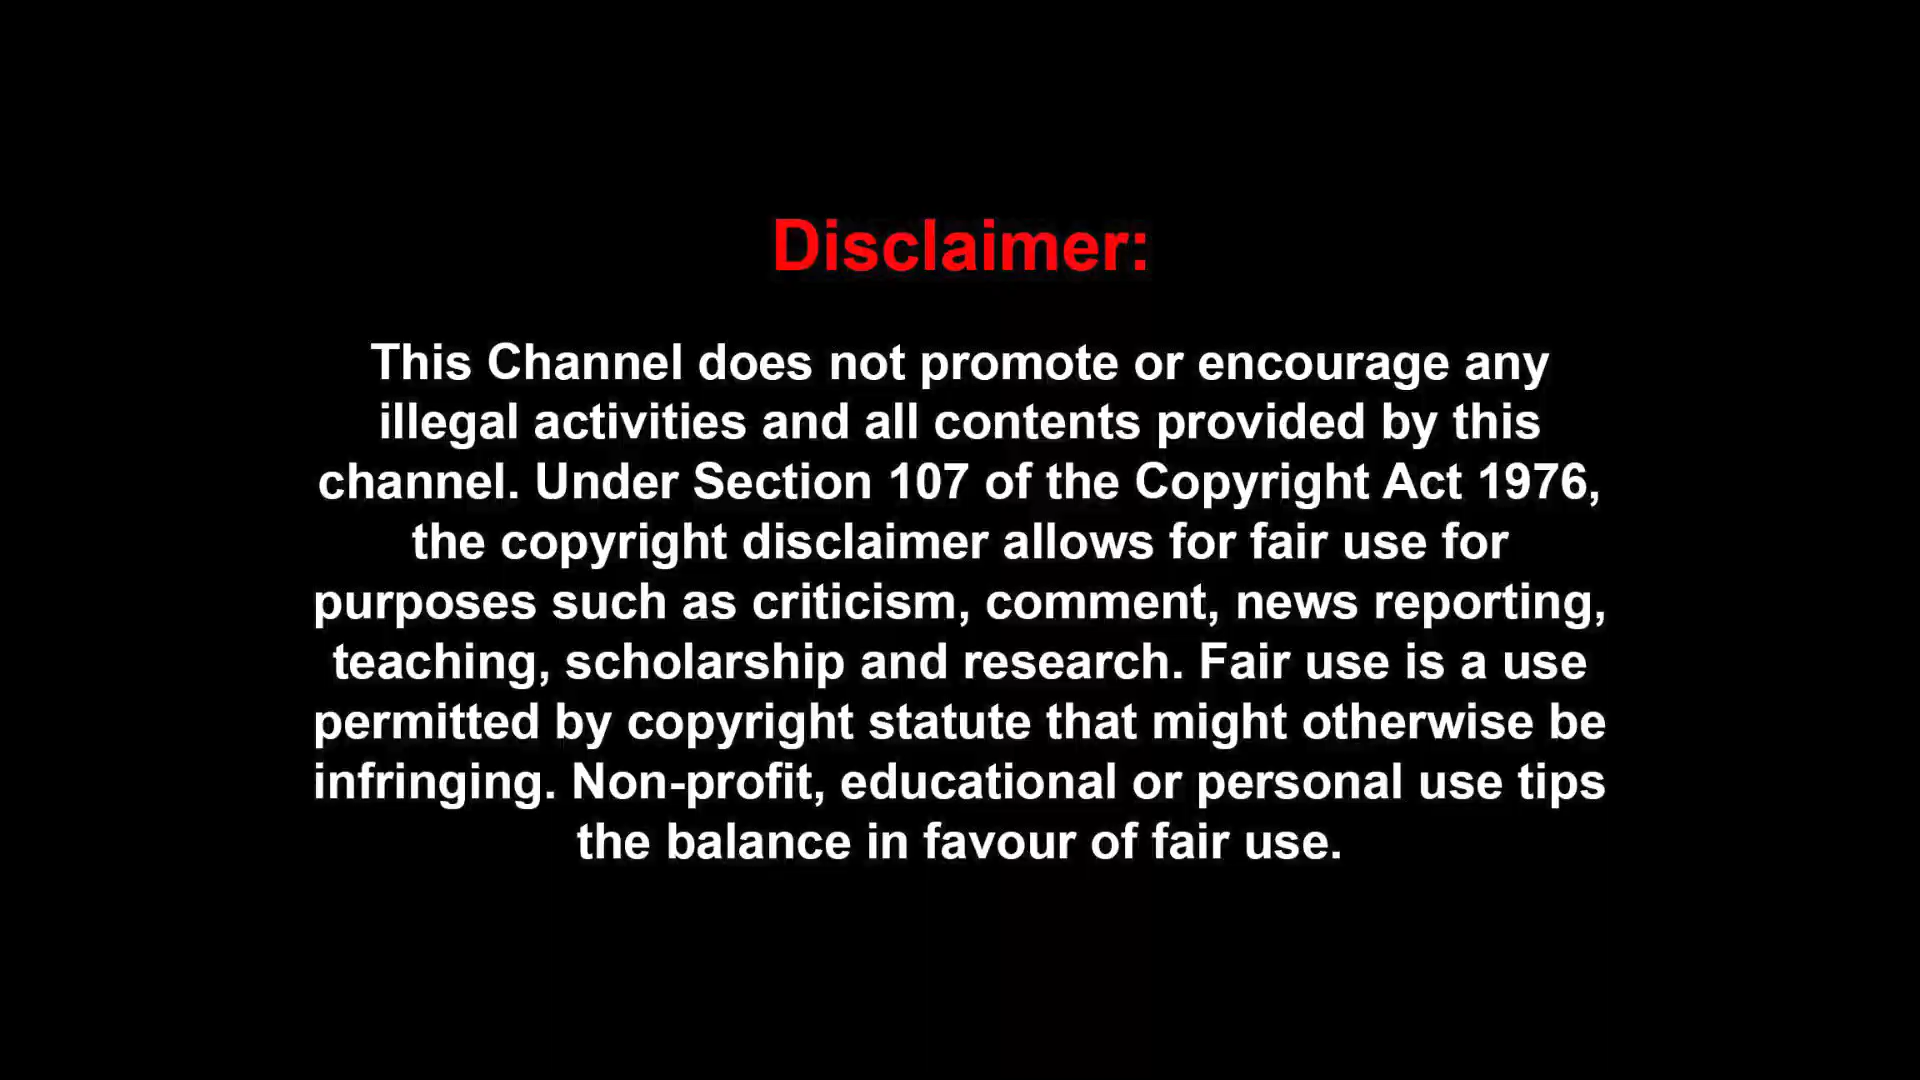 Disclaimer:
This Channel does not promote or encourage any
illegal activities and all contents provided by this
channel. Under Section 107 of the Copyright Act 1976,
the copyright disclaimer allows for fair use for
purposes such as criticism, comment, news reporting,
teaching, scholarship and research. Fair use is a use
permitted by copyright statute that might otherwise be
infringing. Non-profit, educational or personal use tips
the balance in favour of fair use.